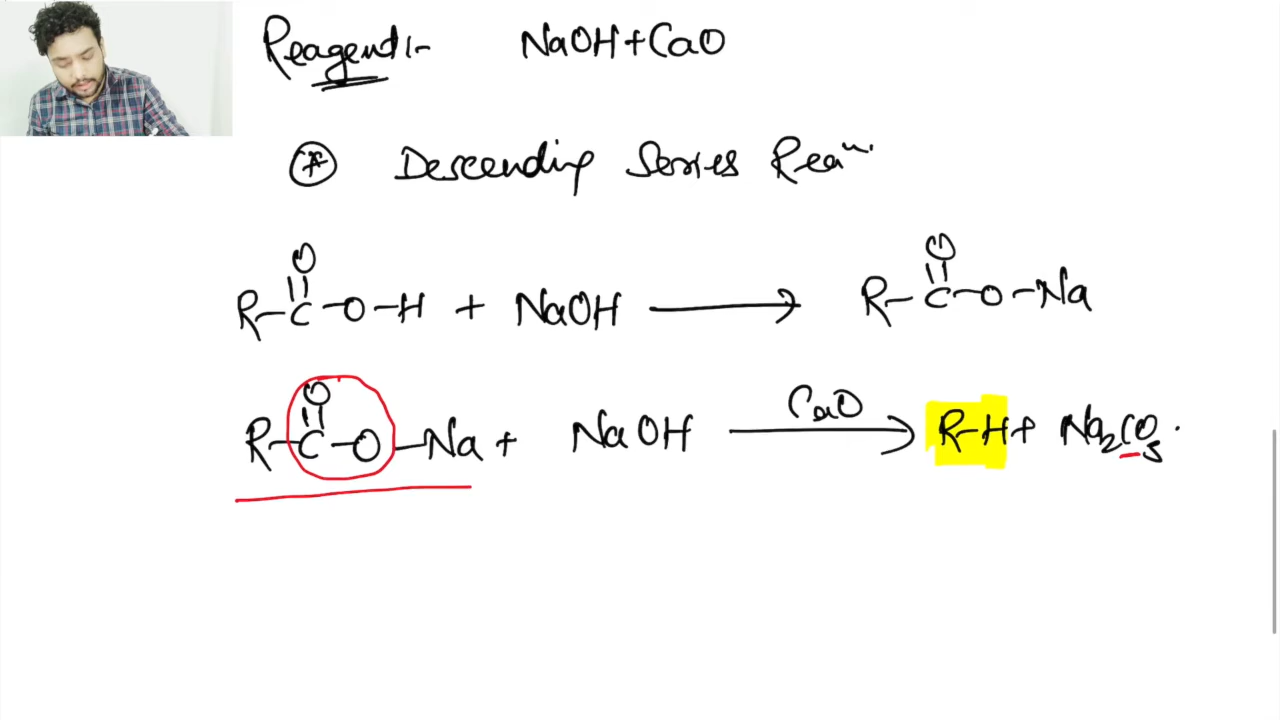 Reagent:- NaOH + CaO
* Descending Series Reaⁿ.
R-C(=O)-O-H + NaOH ⟶ R-C(=O)-O-Na
R-C(=O)-O-Na + NaOH ⟶[CaO] R-H + Na₂CO₃.